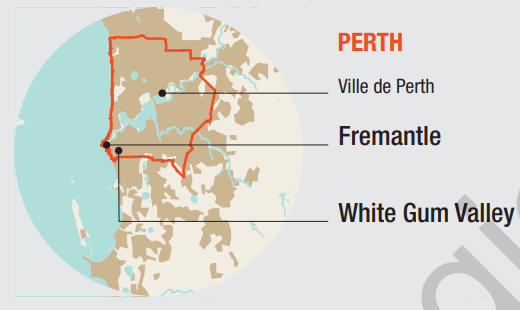 PERTH
Ville de Perth
Fremantle
White Gum Valley